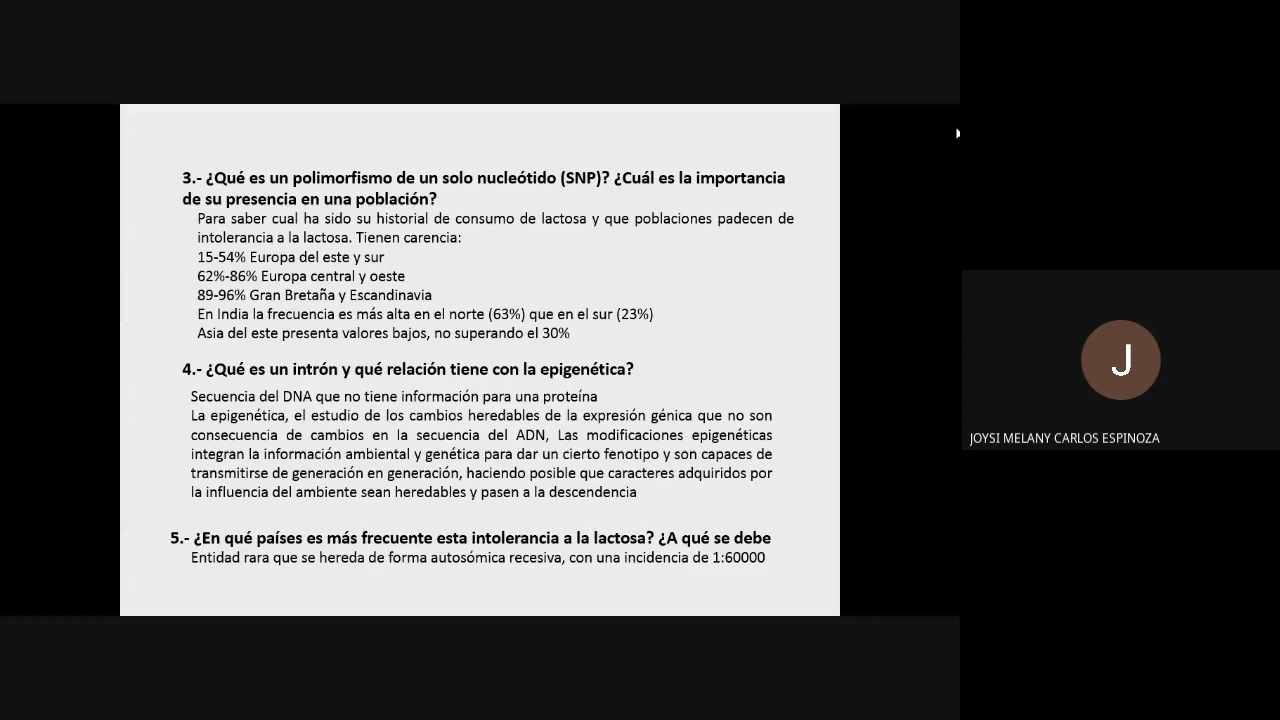 3.- ¿Qué es un polimorfismo de un solo nucleótido (SNP)? ¿Cuál es la importancia
de su presencia en una población?
Para saber cual ha sido su historial de consumo de lactosa y que poblaciones padecen de
intolerancia a la lactosa. Tienen carencia:
15-54% Europa del este y sur
62%-86% Europa central y oeste
89-96% Gran Bretaña y Escandinavia
En India la frecuencia es más alta en el norte (63%) que en el sur (23%)
Asia del este presenta valores bajos, no superando el 30%
4.- ¿Qué es un intrón y qué relación tiene con la epigenética?
Secuencia del DNA que no tiene información para una proteína
La epigenética, el estudio de los cambios heredables de la expresión génica que no son
consecuencia de cambios en la secuencia del ADN, Las modificaciones epigenéticas
integran la información ambiental y genética para dar un cierto fenotipo y son capaces de
transmitirse de generación en generación, haciendo posible que caracteres adquiridos por
la influencia del ambiente sean heredables y pasen a la descendencia
5.- ¿En qué países es más frecuente esta intolerancia a la lactosa? ¿A qué se debe
Entidad rara que se hereda de forma autosómica recesiva, con una incidencia de 1:60000
J
JOYSI MELANY CARLOS ESPINOZA